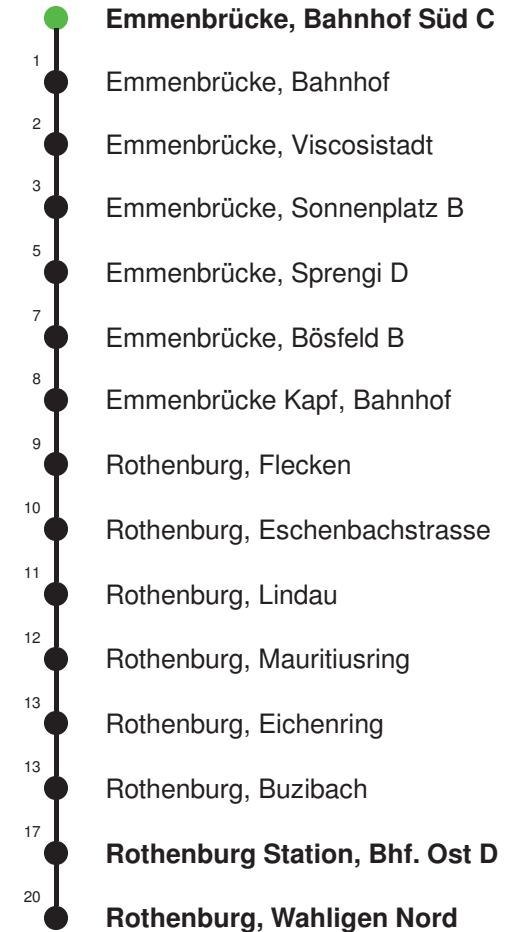 Emmenbrücke, Bahnhof Süd C
1
Emmenbrücke, Bahnhof
2
Emmenbrücke, Viscosistadt
3
Emmenbrücke, Sonnenplatz B
5
Emmenbrücke, Sprengi D
7
Emmenbrücke, Bösfeld B
8
Emmenbrücke Kapf, Bahnhof
9
Rothenburg, Flecken
10
Rothenburg, Eschenbachstrasse
11
Rothenburg, Lindau
12
Rothenburg, Mauritiusring
13
Rothenburg, Eichenring
13
Rothenburg, Buzibach
17
Rothenburg Station, Bhf. Ost D
20
Rothenburg, Wahligen Nord